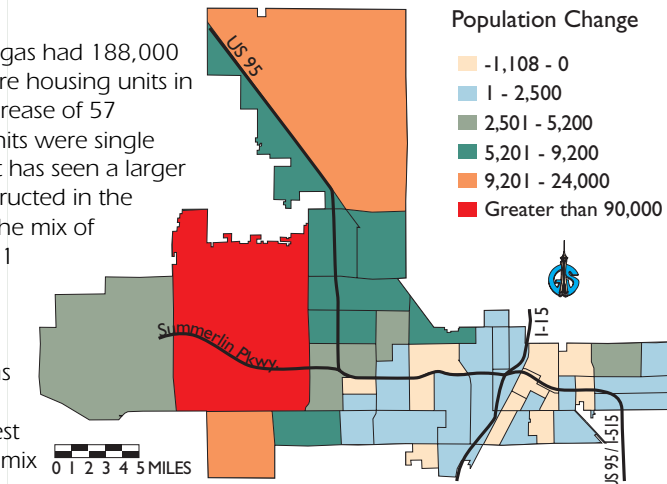 gas had 188,000
re housing units in
rease of 57
nits were single
t has seen a larger
tructed in the
he mix of
1
as
est
mix
US 95
Summerlin Pkwy.
I-15
US 95 / I-515
0 1 2 3 4 5 MILES
Population Change
-1,108 - 0
1 - 2,500
2,501 - 5,200
5,201 - 9,200
9,201 - 24,000
Greater than 90,000